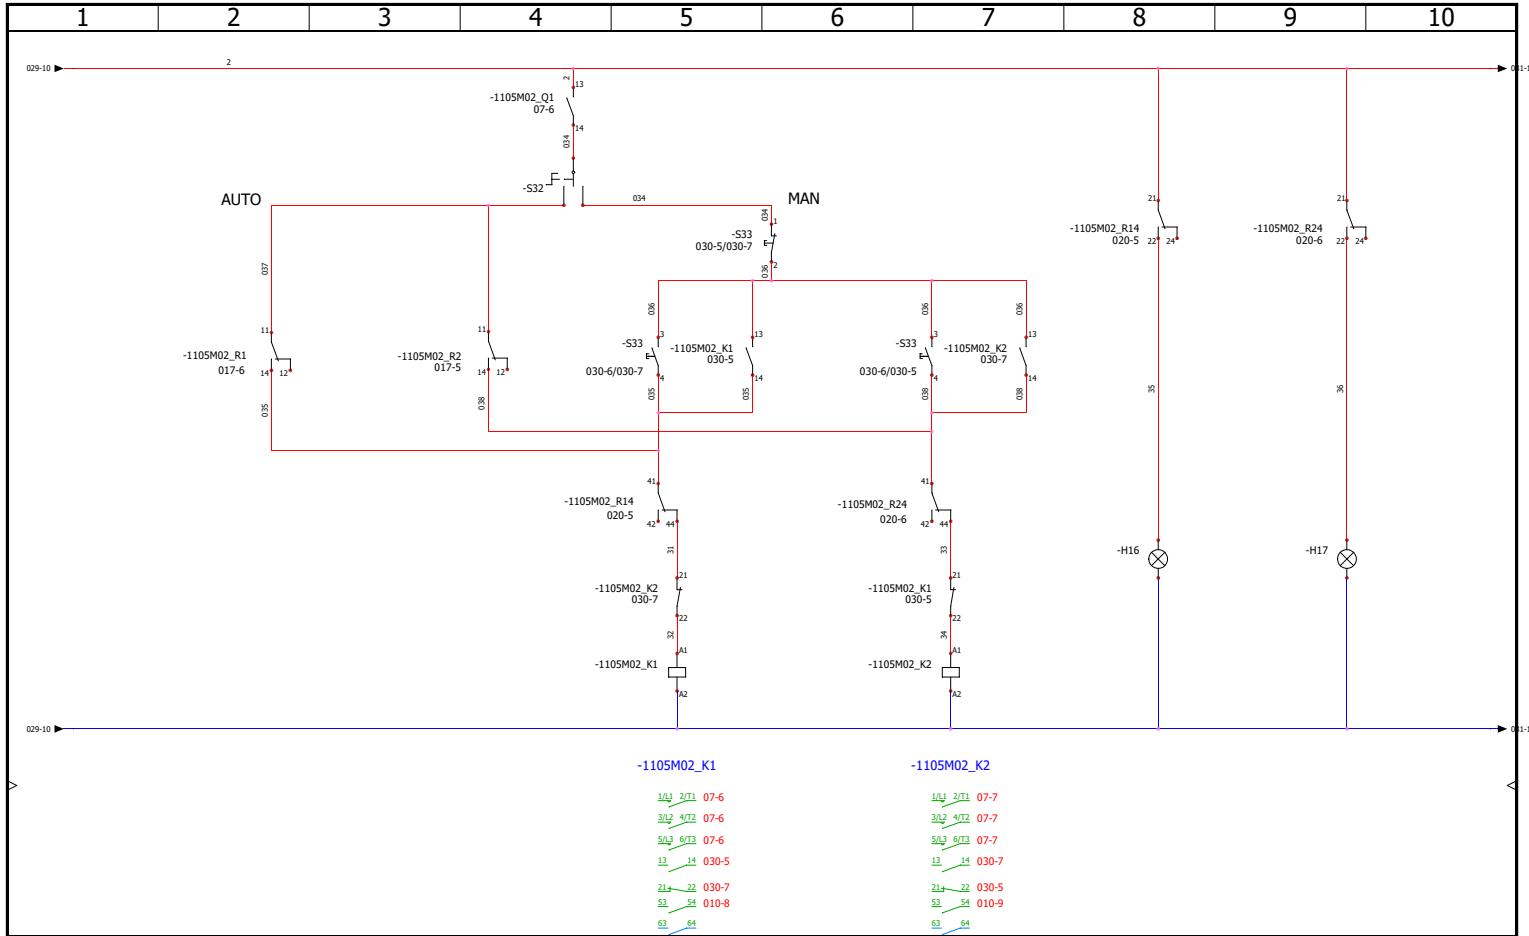 1 2 3 4 5 6 7 8 9 10
029-10
2
2
13
-1105M02_Q1
07-6
14
034
-S32
AUTO
034
MAN
034
1
-S33
030-5/030-7
2
036
21
-1105M02_R14
020-5
22 24
21
-1105M02_R24
020-6
22 24
037
11
-1105M02_R1
017-6
14 12
035
11
-1105M02_R2
017-5
14 12
038
036
3
-S33
030-6/030-7
4
035
036
13
-1105M02_K1
030-5
14
035
036
3
-S33
030-6/030-5
4
038
036
13
-1105M02_K2
030-7
14
038
35
36
41
-1105M02_R14
020-5
42 44
31
41
-1105M02_R24
020-6
42 44
33
21
-1105M02_K2
030-7
22
32
21
-1105M02_K1
030-5
22
34
-H16
-H17
A1
-1105M02_K1
A2
A1
-1105M02_K2
A2
029-10
-1105M02_K1
1/L1 2/T1 07-6
3/L2 4/T2 07-6
5/L3 6/T3 07-6
13 14 030-5
21 22 030-7
53 54 010-8
63 64
-1105M02_K2
1/L1 2/T1 07-7
3/L2 4/T2 07-7
5/L3 6/T3 07-7
13 14 030-7
21 22 030-5
53 54 010-9
63 64